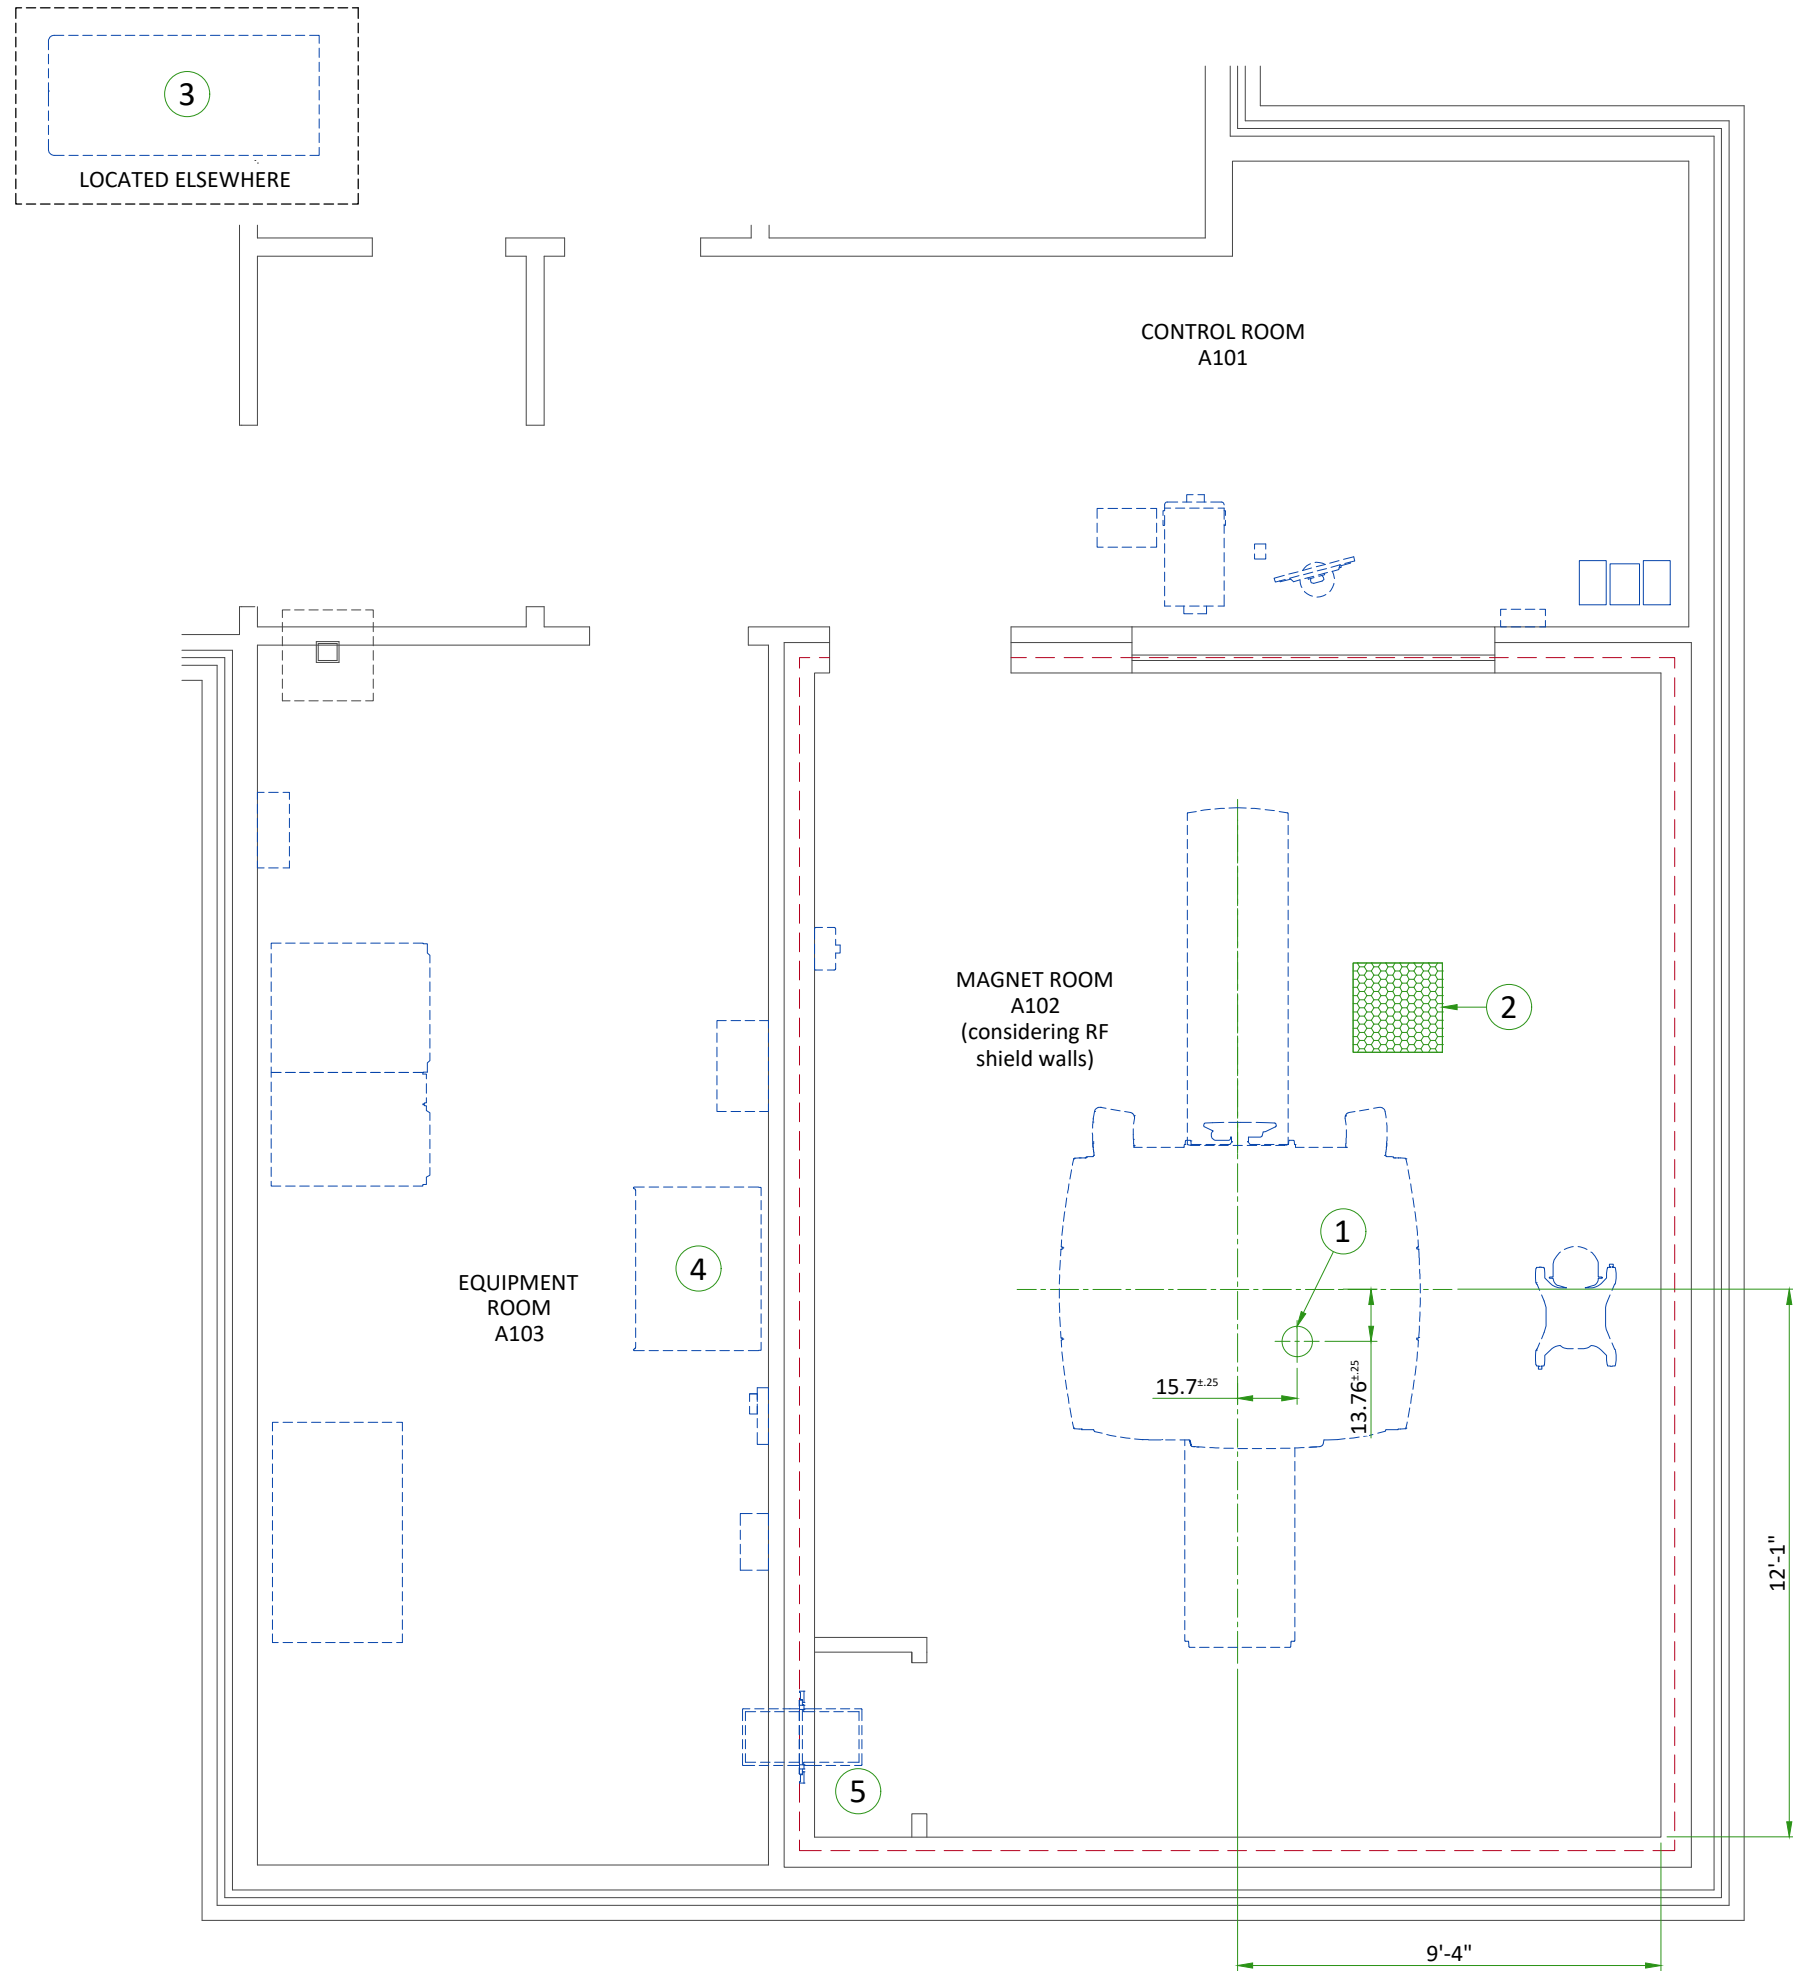 3
LOCATED ELSEWHERE
CONTROL ROOM
A101
MAGNET ROOM
A102
(considering RF
shield walls)
2
1
4
EQUIPMENT
ROOM
A103
15.7±.25
13.76±.25
12'-1"
5
9'-4"